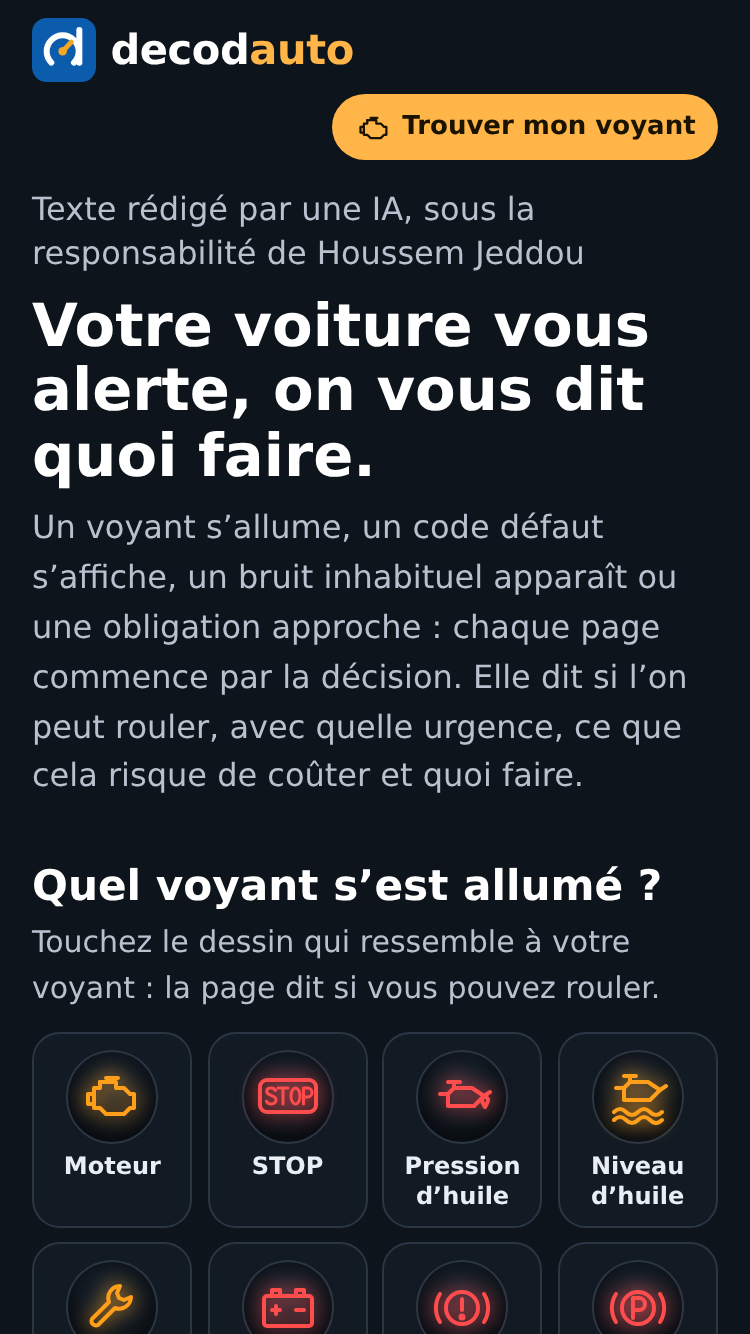 decodauto
Trouver mon voyant
Texte rédigé par une IA, sous la
responsabilité de Houssem Jeddou
Votre voiture vous
alerte, on vous dit
quoi faire.
Un voyant s’allume, un code défaut
s’affiche, un bruit inhabituel apparaît ou
une obligation approche : chaque page
commence par la décision. Elle dit si l’on
peut rouler, avec quelle urgence, ce que
cela risque de coûter et quoi faire.
Quel voyant s’est allumé ?
Touchez le dessin qui ressemble à votre
voyant : la page dit si vous pouvez rouler.
STOP
Moteur
STOP
Pression
d’huile
Niveau
d’huile
P